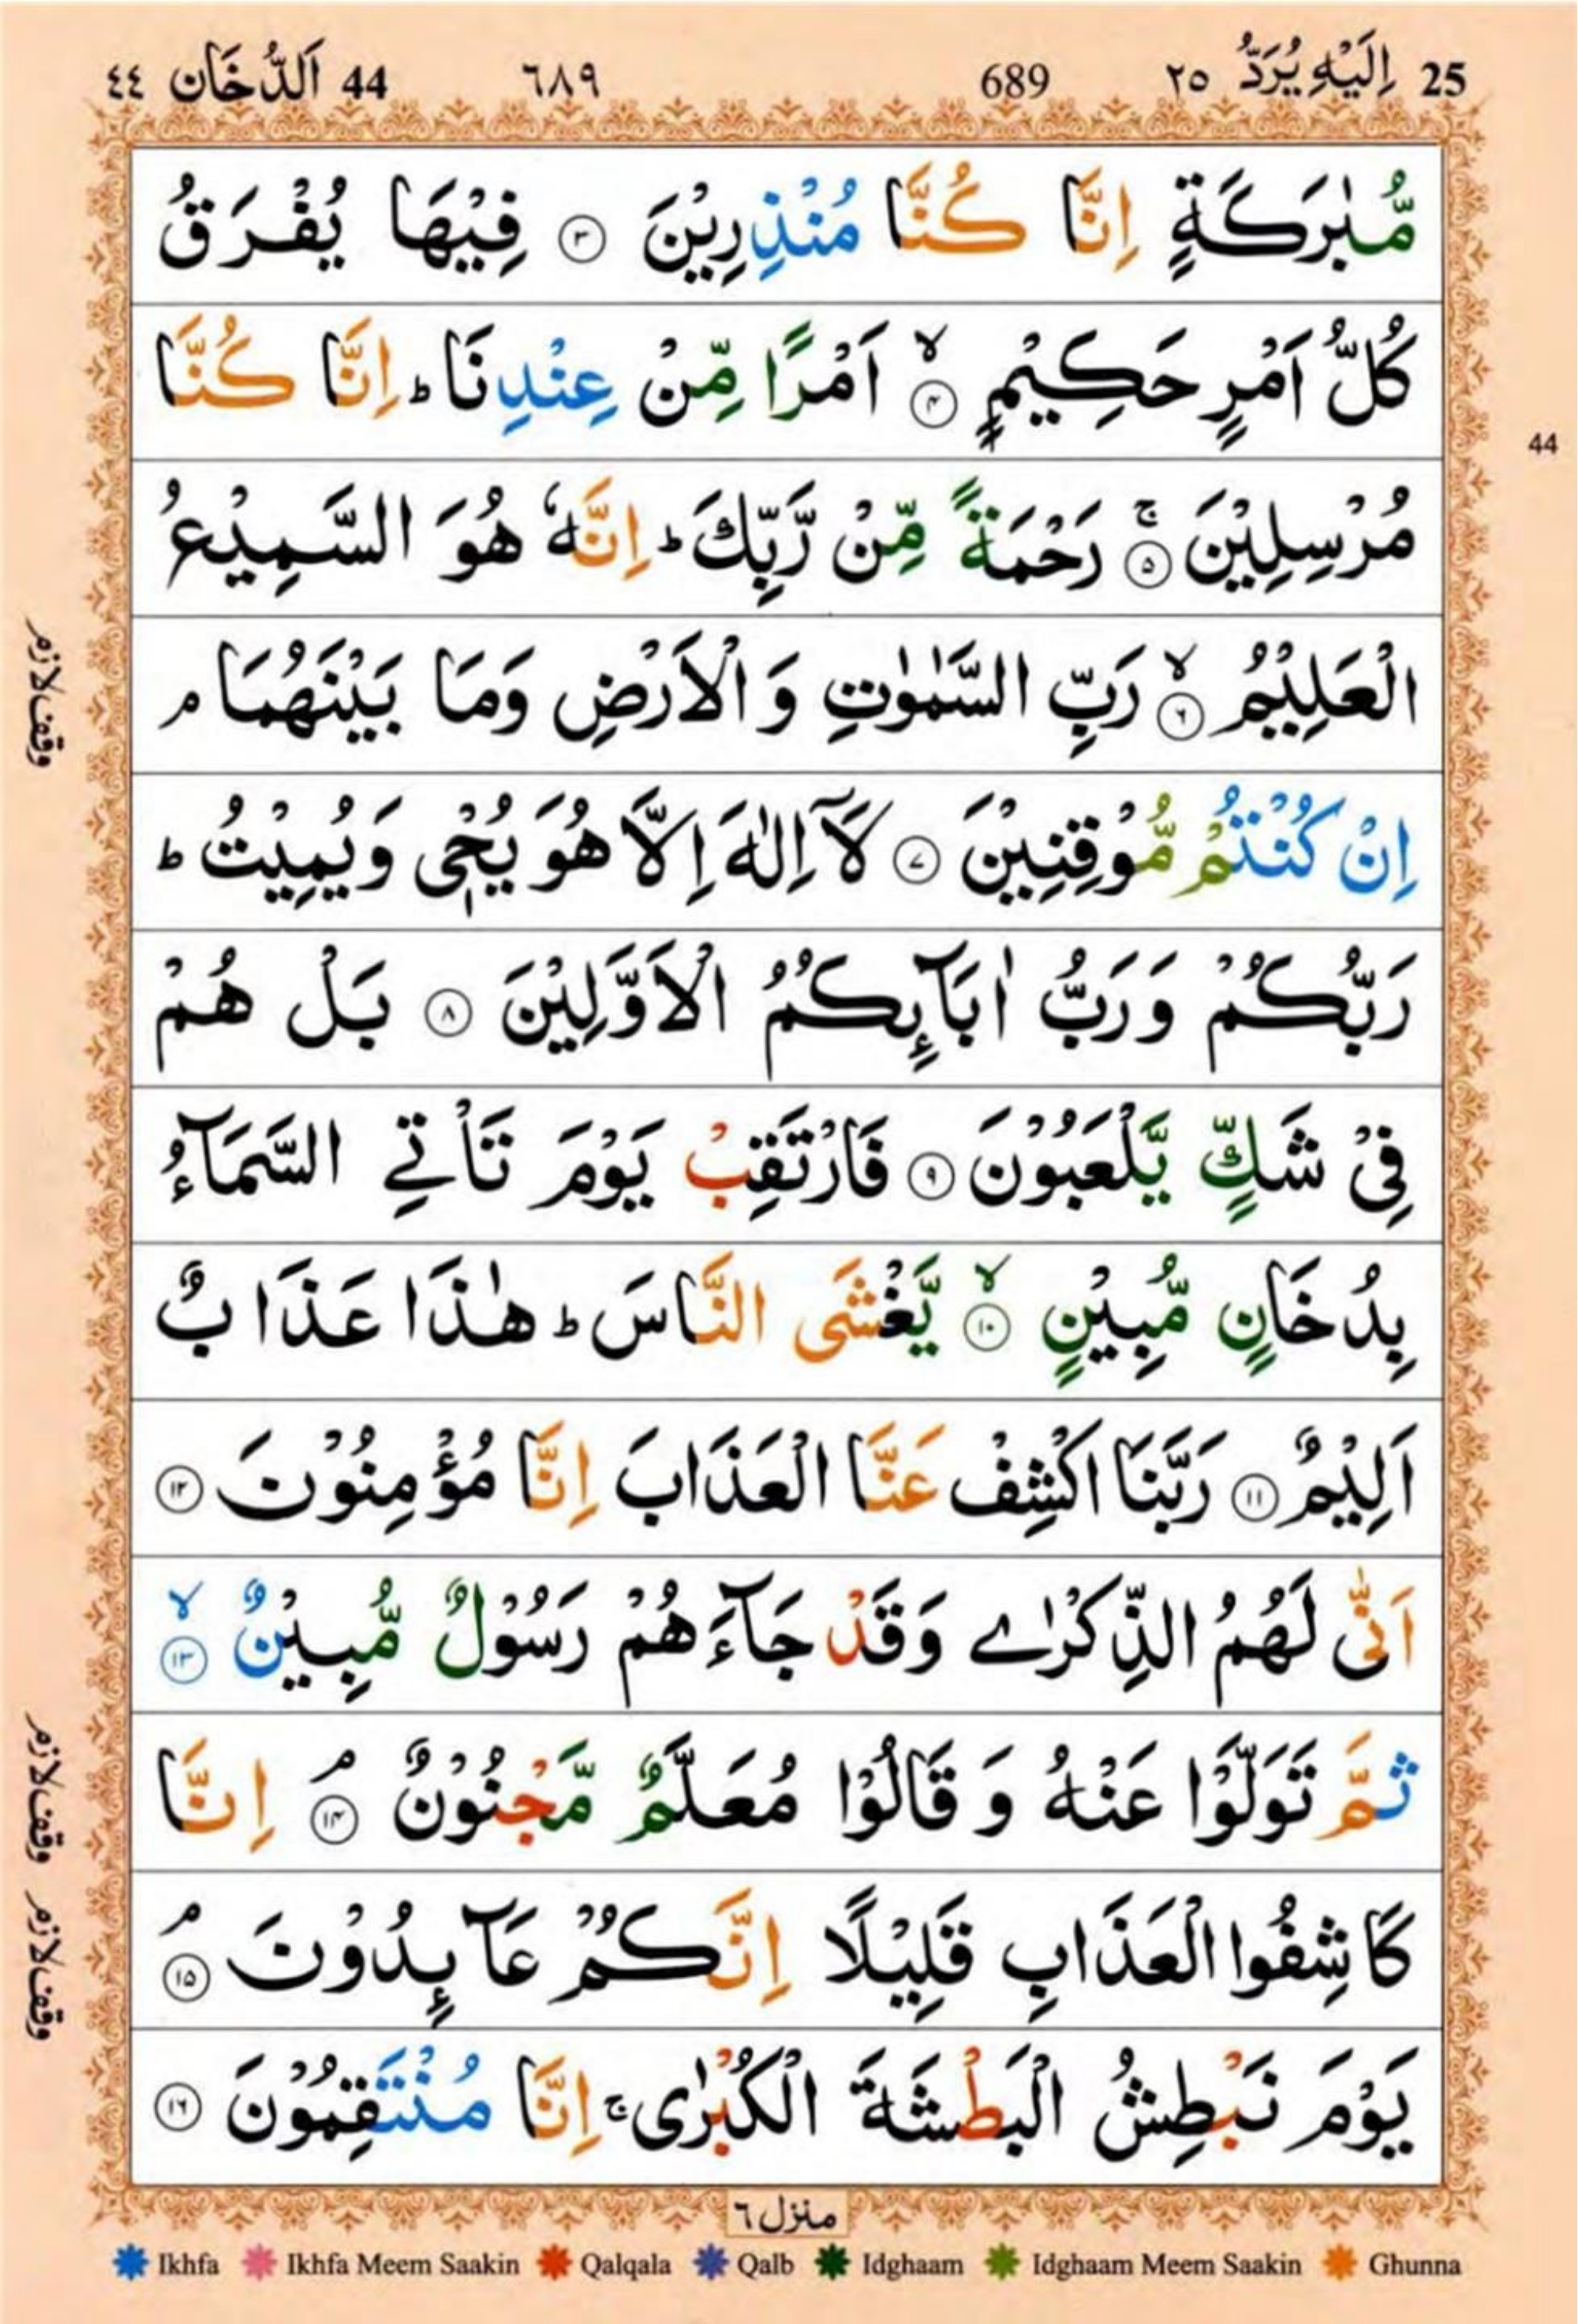 25 اِلَيْهِ يُرَدُّ ٢٥ 689 ٦٨٩ 44 اَلدُّخَان ٤٤
مُّبٰرَكَةٍ اِنَّا كُنَّا مُنْذِرِيْنَ ٣ فِيْهَا يُفْرَقُ
كُلُّ اَمْرٍ حَكِيْمٍ ۙ ٤ اَمْرًا مِّنْ عِنْدِنَا ؕ اِنَّا كُنَّا
44
مُرْسِلِيْنَ ۚ ٥ رَحْمَةً مِّنْ رَّبِّكَ ؕ اِنَّهٗ هُوَ السَّمِيْعُ
الْعَلِيْمُ ۙ ٦ رَبِّ السَّمٰوٰتِ وَ الْاَرْضِ وَمَا بَيْنَهُمَا ۘ
وقف لازم
اِنْ كُنْتُمْ مُّوْقِنِيْنَ ٧ لَاۤ اِلٰهَ اِلَّا هُوَ يُحْيٖ وَيُمِيْتُ ؕ
رَبُّكُمْ وَرَبُّ اٰبَآئِكُمُ الْاَوَّلِيْنَ ٨ بَلْ هُمْ
فِيْ شَكٍّ يَّلْعَبُوْنَ ٩ فَارْتَقِبْ يَوْمَ تَاْتِے السَّمَآءُ
بِدُخَانٍ مُّبِيْنٍ ۙ ١٠ يَّغْشَى النَّاسَ ؕ هٰذَا عَذَابٌ
اَلِيْمٌ ١١ رَبَّنَا اكْشِفْ عَنَّا الْعَذَابَ اِنَّا مُؤْمِنُوْنَ ١٢
اَنّٰى لَهُمُ الذِّكْرٰے وَقَدْ جَآءَهُمْ رَسُوْلٌ مُّبِيْنٌ ۙ ١٣
ثُمَّ تَوَلَّوْا عَنْهُ وَ قَالُوْا مُعَلَّمٌ مَّجْنُوْنٌ ۘ ١٤ اِنَّا
وقف لازم
كَاشِفُوا الْعَذَابِ قَلِيْلًا اِنَّكُمْ عَآئِدُوْنَ ۘ ١٥
وقف لازم
يَوْمَ نَبْطِشُ الْبَطْشَةَ الْكُبْرٰى ۚ اِنَّا مُنْتَقِمُوْنَ ١٦
منزل ٦
Ikhfa Ikhfa Meem Saakin Qalqala Qalb Idghaam Idghaam Meem Saakin Ghunna